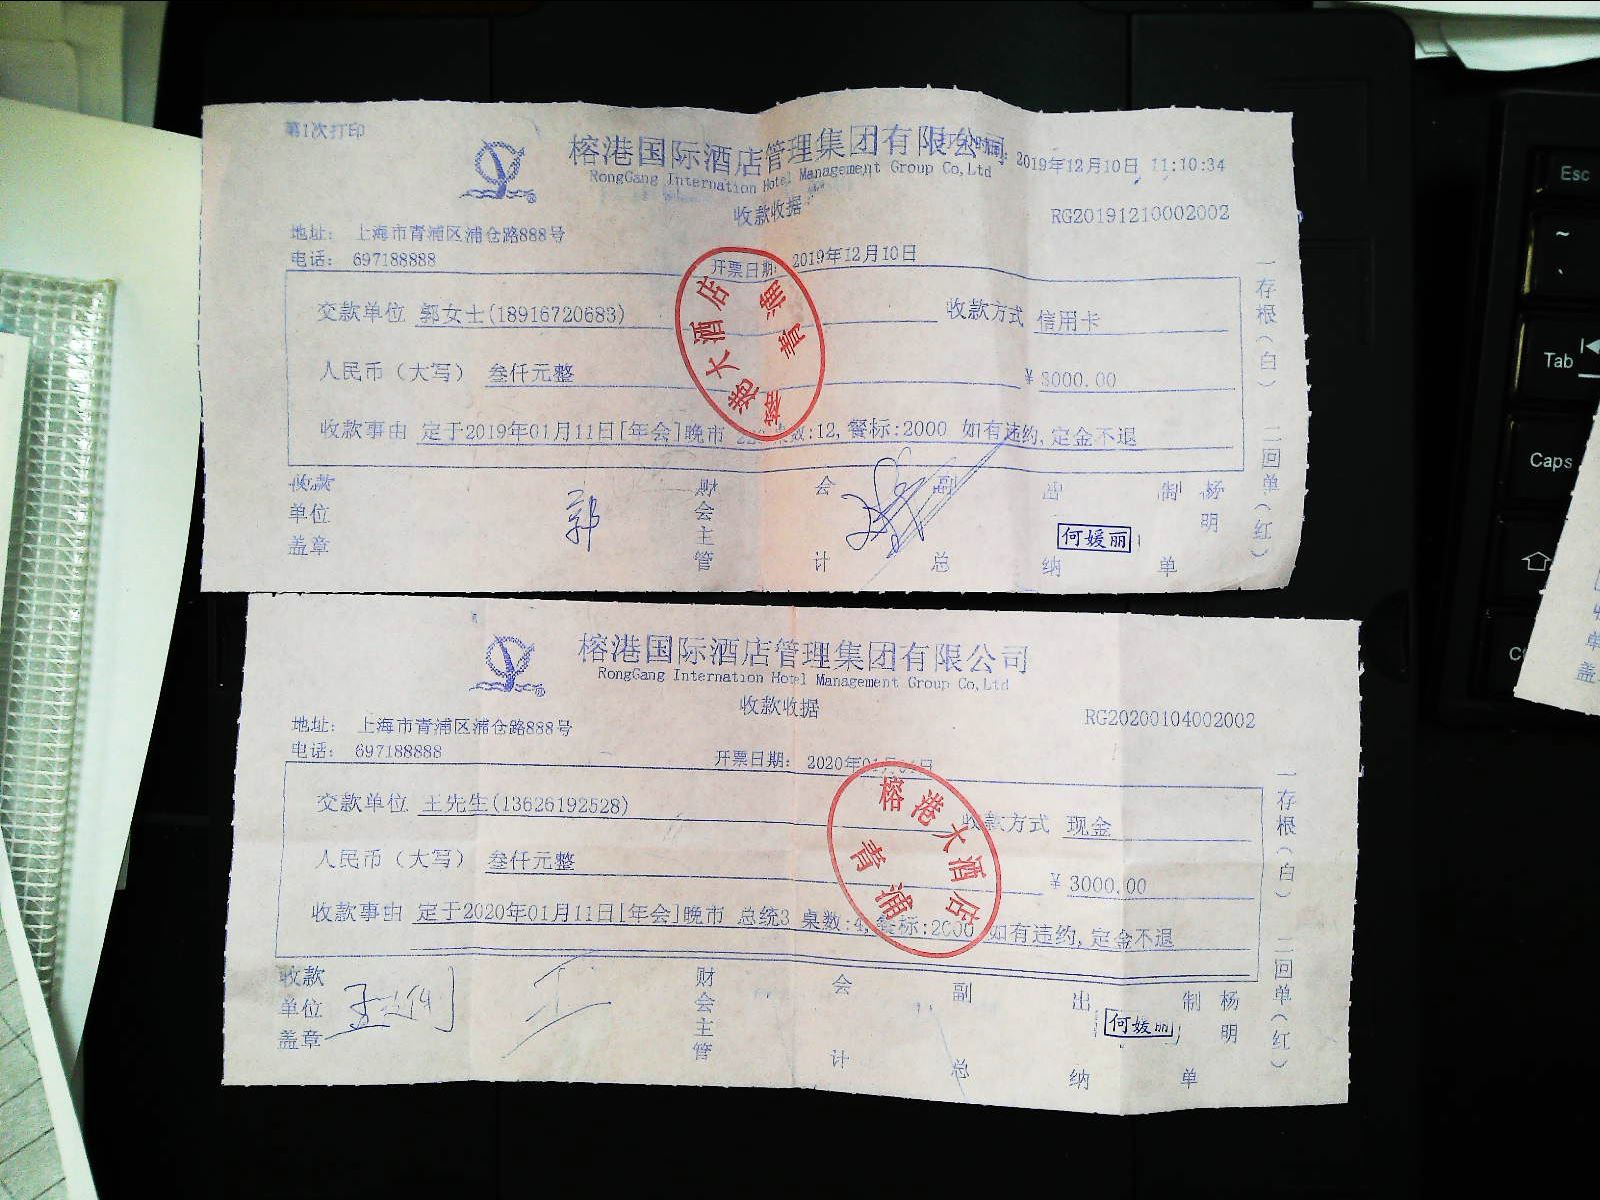 第1次打印
榕港国际酒店管理集团有限公司
2019年12月10日 11:10:34
RongGang Internation Hotel Management Group Co,Ltd
收款收据
RG20191210002002
地址： 上海市青浦区浦仓路888号
电话： 697188888
开票日期： 2019年12月10日
交款单位 郭女士(18916720683)
收款方式 信用卡
人民币（大写） 叁仟元整
¥ 3000.00
收款事由 定于2019年01月11日[年会]晚市 桌数:12, 餐标:2000 如有违约, 定金不退
收款单位盖章
郭
财会主管
会计
副总
出纳
何媛丽
制单
杨明
一存根（白） 二回单（红）
榕港大酒店
青浦
榕港国际酒店管理集团有限公司
RongGang Internation Hotel Management Group Co,Ltd
收款收据
RG20200104002002
地址： 上海市青浦区浦仓路888号
电话： 697188888
开票日期： 2020年01月
交款单位 王先生(13626192528)
收款方式 现金
人民币（大写） 叁仟元整
¥ 3000.00
收款事由 定于2020年01月11日[年会]晚市 总统3 桌数:4, 餐标:2000 如有违约, 定金不退
收款单位盖章
财会主管
会计
副总
出纳
何媛丽
制单
杨明
一存根（白） 二回单（红）
榕港大酒店
青浦
Esc
~
Tab
Caps